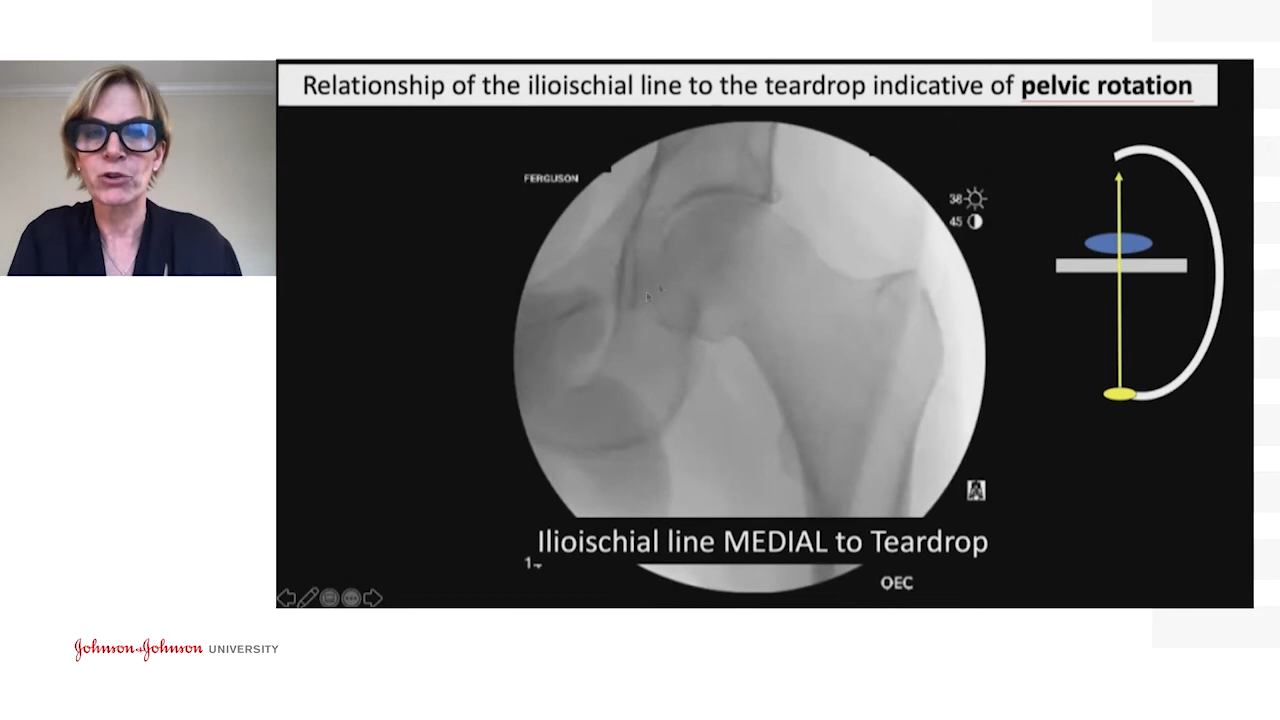 Relationship of the ilioischial line to the teardrop indicative of pelvic rotation
FERGUSON
38
45
Ilioischial line MEDIAL to Teardrop
OEC
Johnson & Johnson UNIVERSITY